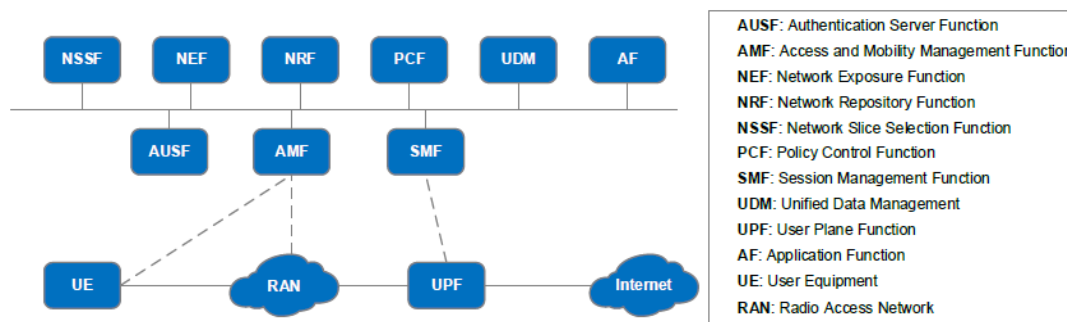 NSSF NEF NRF PCF UDM AF
AUSF AMF SMF
UE RAN UPF Internet
AUSF: Authentication Server Function
AMF: Access and Mobility Management Function
NEF: Network Exposure Function
NRF: Network Repository Function
NSSF: Network Slice Selection Function
PCF: Policy Control Function
SMF: Session Management Function
UDM: Unified Data Management
UPF: User Plane Function
AF: Application Function
UE: User Equipment
RAN: Radio Access Network